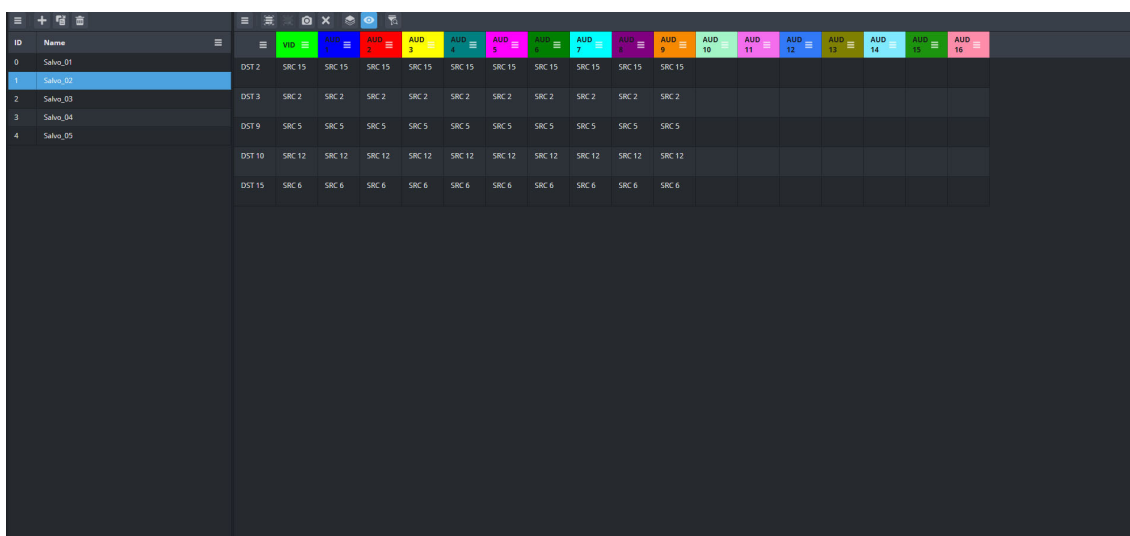 ID Name VID AUD 2 AUD 3 AUD 4 AUD 5 AUD 6 AUD 7 AUD AUD 9 AUD 10 AUD 11 AUD 12 AUD 13 AUD 14 AUD 15 AUD 16
0 Salvo_01
1 Salvo_02
2 Salvo_03
3 Salvo_04
4 Salvo_05
DST 2 SRC 15 SRC 15 SRC 15 SRC 15 SRC 15 SRC 15 SRC 15 SRC 15 SRC 15 SRC 15
DST 3 SRC 2 SRC 2 SRC 2 SRC 2 SRC 2 SRC 2 SRC 2 SRC 2 SRC 2 SRC 2
DST 9 SRC 5 SRC 5 SRC 5 SRC 5 SRC 5 SRC 5 SRC 5 SRC 5 SRC 5 SRC 5
DST 10 SRC 12 SRC 12 SRC 12 SRC 12 SRC 12 SRC 12 SRC 12 SRC 12 SRC 12 SRC 12
DST 15 SRC 6 SRC 6 SRC 6 SRC 6 SRC 6 SRC 6 SRC 6 SRC 6 SRC 6 SRC 6